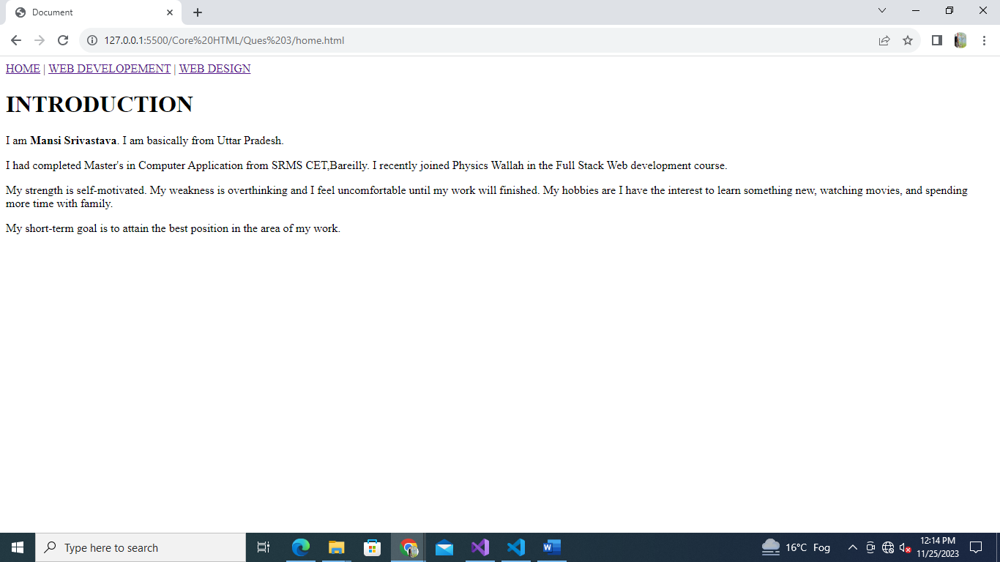 Document
127.0.0.1:5500/Core%20HTML/Ques%203/home.html
HOME | WEB DEVELOPEMENT | WEB DESIGN
INTRODUCTION
I am Mansi Srivastava. I am basically from Uttar Pradesh.
I had completed Master's in Computer Application from SRMS CET,Bareilly. I recently joined Physics Wallah in the Full Stack Web development course.
My strength is self-motivated. My weakness is overthinking and I feel uncomfortable until my work will finished. My hobbies are I have the interest to learn something new, watching movies, and spending
more time with family.
My short-term goal is to attain the best position in the area of my work.
Type here to search
W
16°C Fog
12:14 PM
11/25/2023